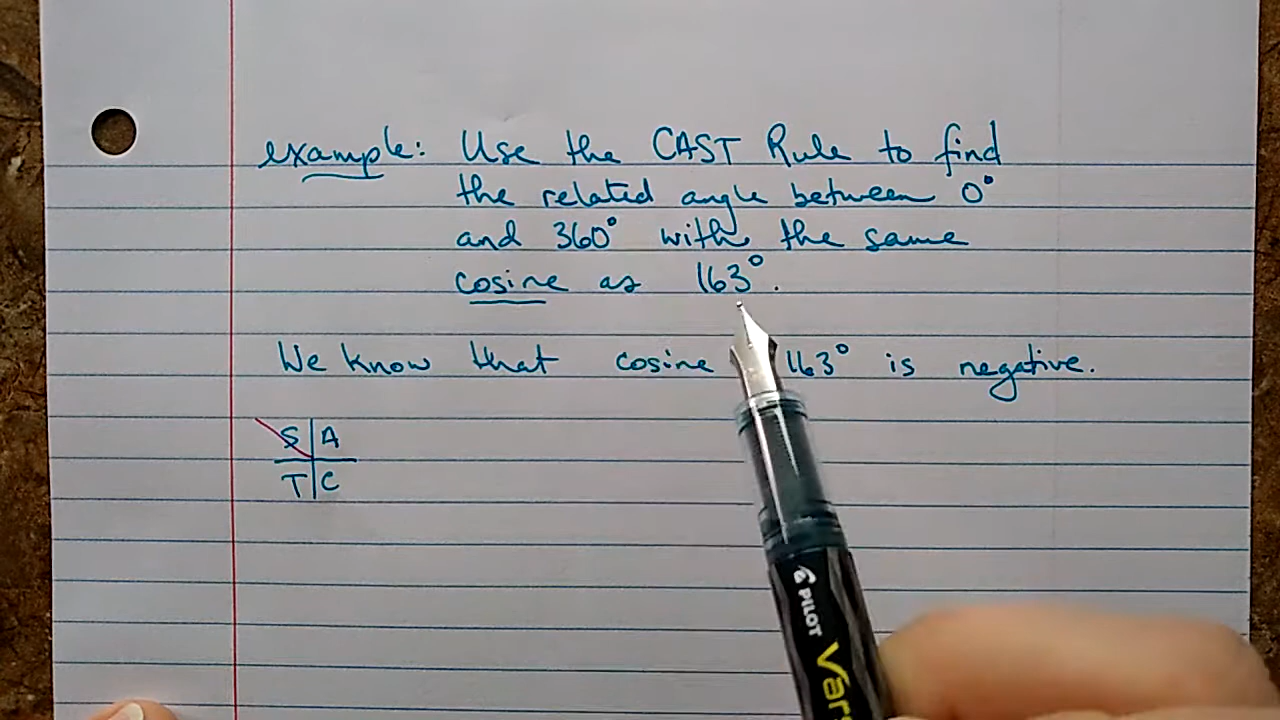 example: Use the CAST Rule to find
the related angle between 0°
and 360° with the same
cosine as 163°.
We know that cosine 163° is negative.
S A
T C
PILOT